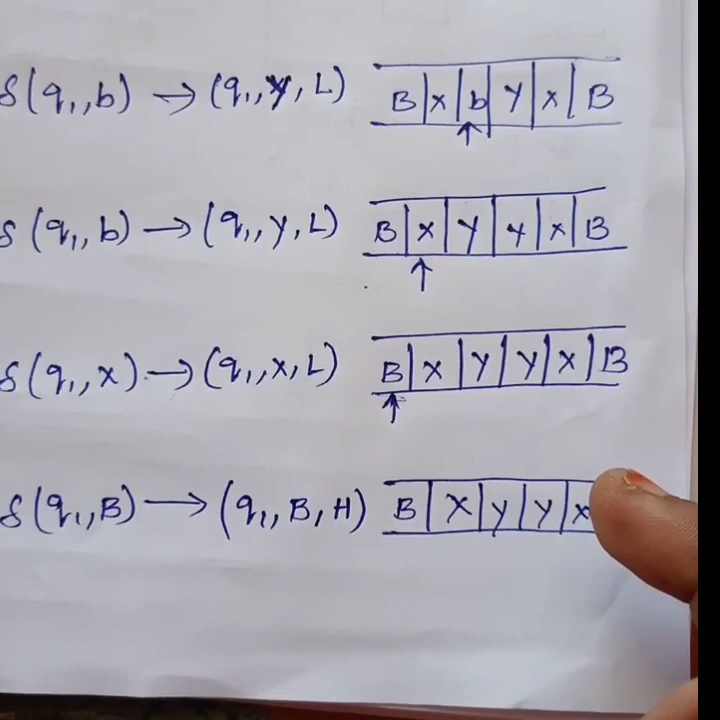 δ(q₁,b) → (q₁,y,L) B|x|b|y|x|B
↑
δ(q₁,b) → (q₁,y,L) B|x|y|y|x|B
↑
δ(q₁,x) → (q₁,x,L) B|x|y|y|x|B
↑
δ(q₁,B) → (q₁,B,H) B|x|y|y|x